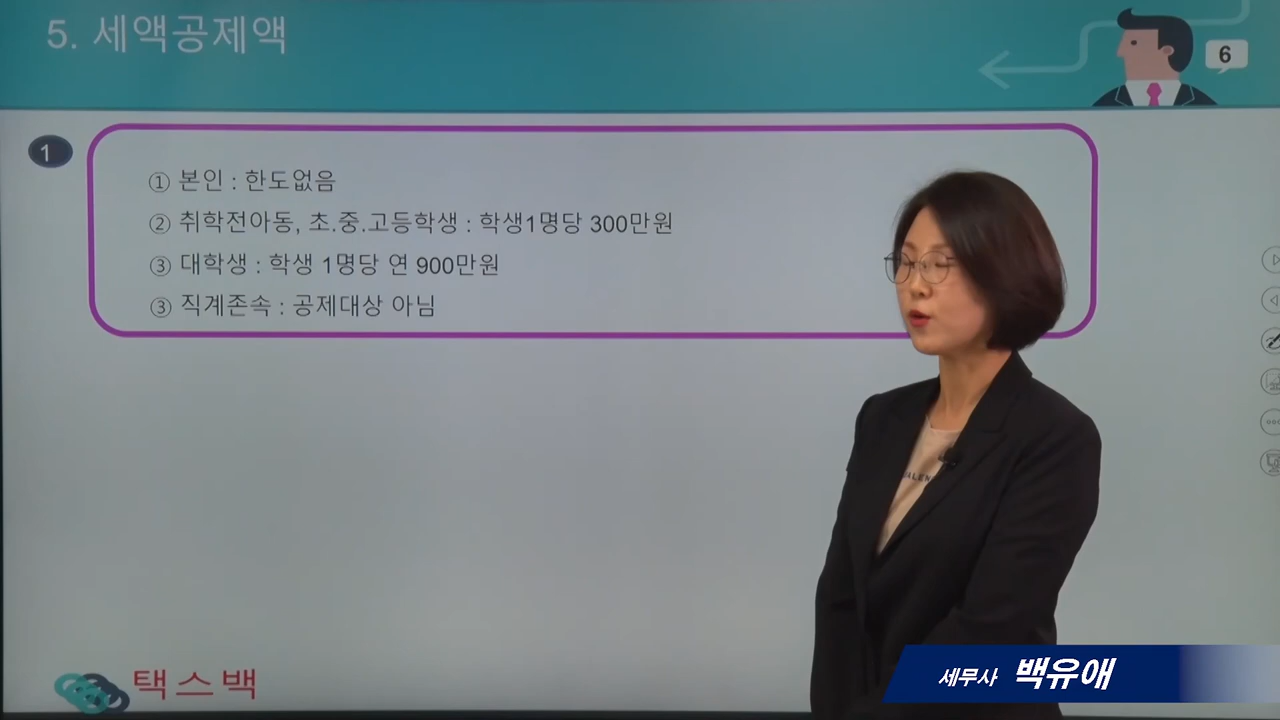 5. 세액공제액
6
1
① 본인 : 한도없음
② 취학전아동, 초.중.고등학생 : 학생1명당 300만원
③ 대학생 : 학생 1명당 연 900만원
③ 직계존속 : 공제대상 아님
택스백
세무사 백유애